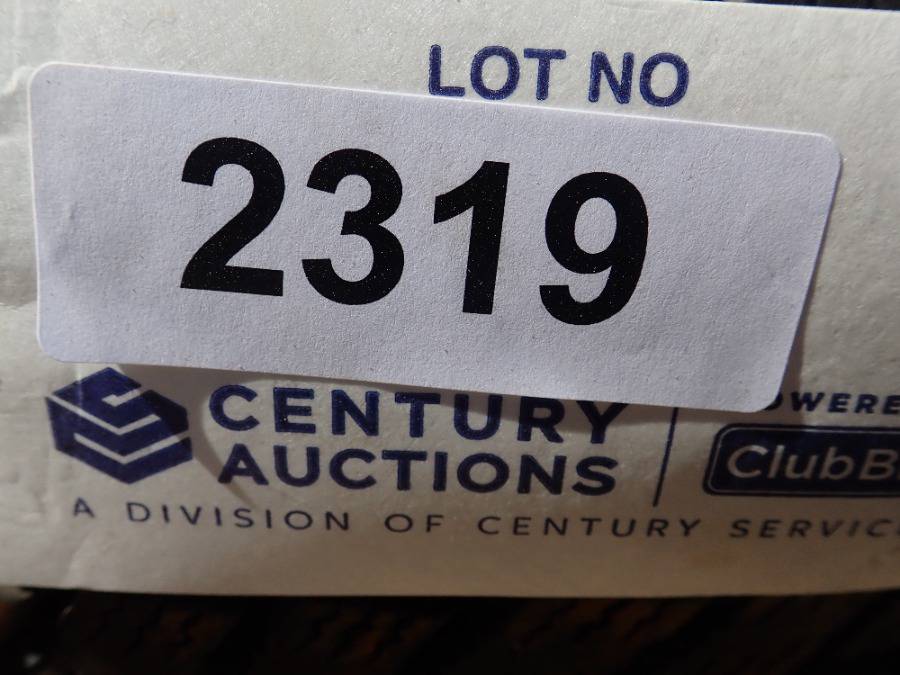 LOT NO
2319
CENTURY
AUCTIONS
A DIVISION OF CENTURY